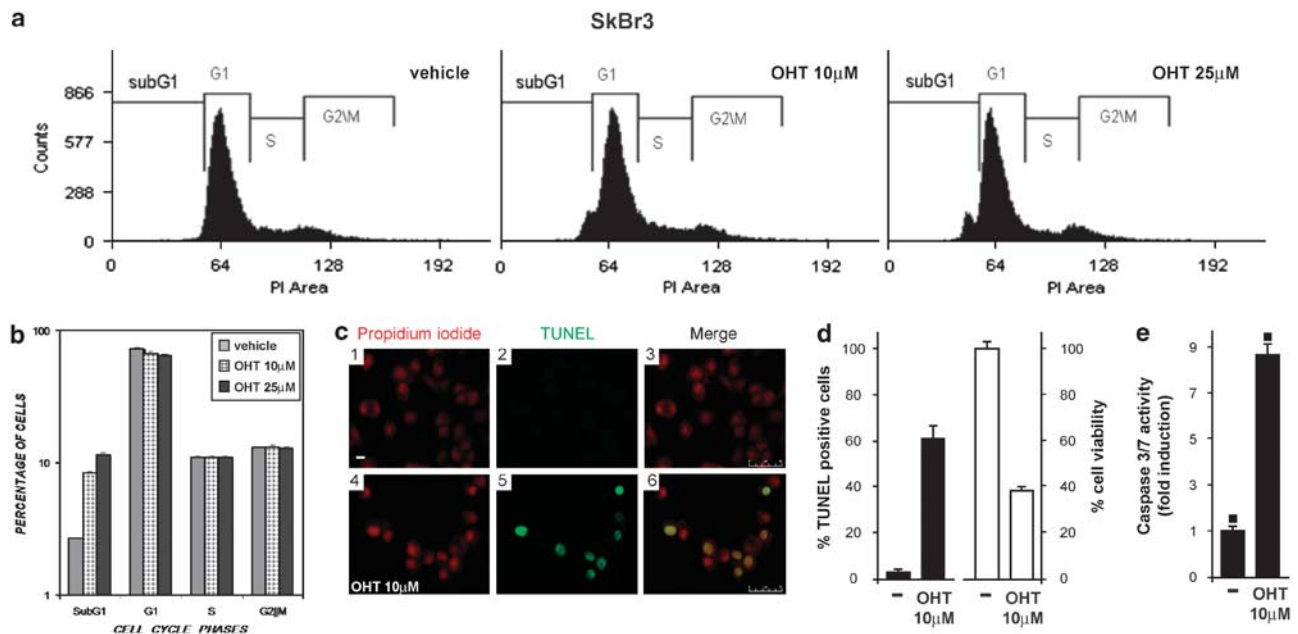 a
SkBr3
vehicle
subG1
G1
S
G2\M
OHT 10μM
subG1
G1
S
G2\M
OHT 25μM
subG1
G1
S
G2\M
Counts
866
577
288
0
0 64 128 192
PI Area
0 64 128 192
PI Area
0 64 128 192
PI Area
b
PERCENTAGE OF CELLS
100
10
1
vehicle
OHT 10μM
OHT 25μM
SubG1 G1 S G2||M
CELL CYCLE PHASES
c
Propidium iodide TUNEL Merge
1 2 3
4 5 6
OHT 10μM
d
% TUNEL positive cells
100
80
60
40
20
0
– OHT
10μM
– OHT
10μM
100
80
60
40
20
0
% cell viability
e
Caspase 3/7 activity
(fold induction)
9
7
5
3
1
0
– OHT
10μM